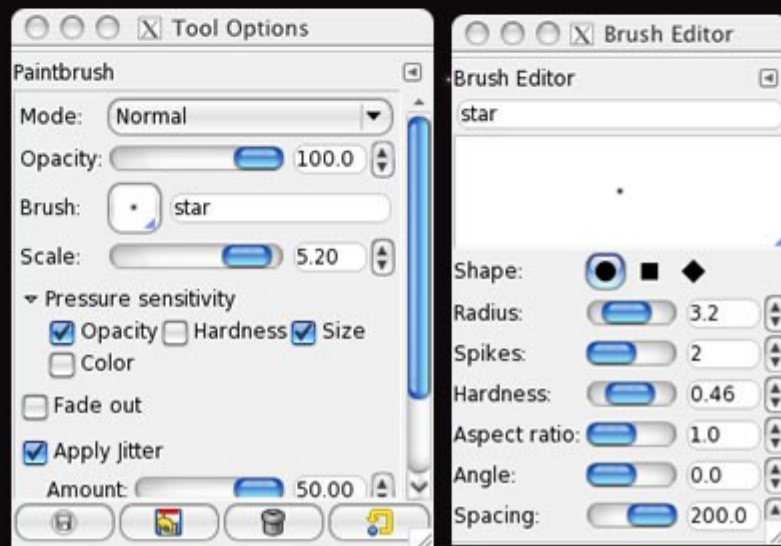 Tool Options
Paintbrush
Mode: Normal
Opacity: 100.0
Brush: star
Scale: 5.20
Pressure sensitivity
Opacity Hardness Size
Color
Fade out
Apply Jitter
Amount: 50.00
Brush Editor
Brush Editor
star
Shape:
Radius: 3.2
Spikes: 2
Hardness: 0.46
Aspect ratio: 1.0
Angle: 0.0
Spacing: 200.0